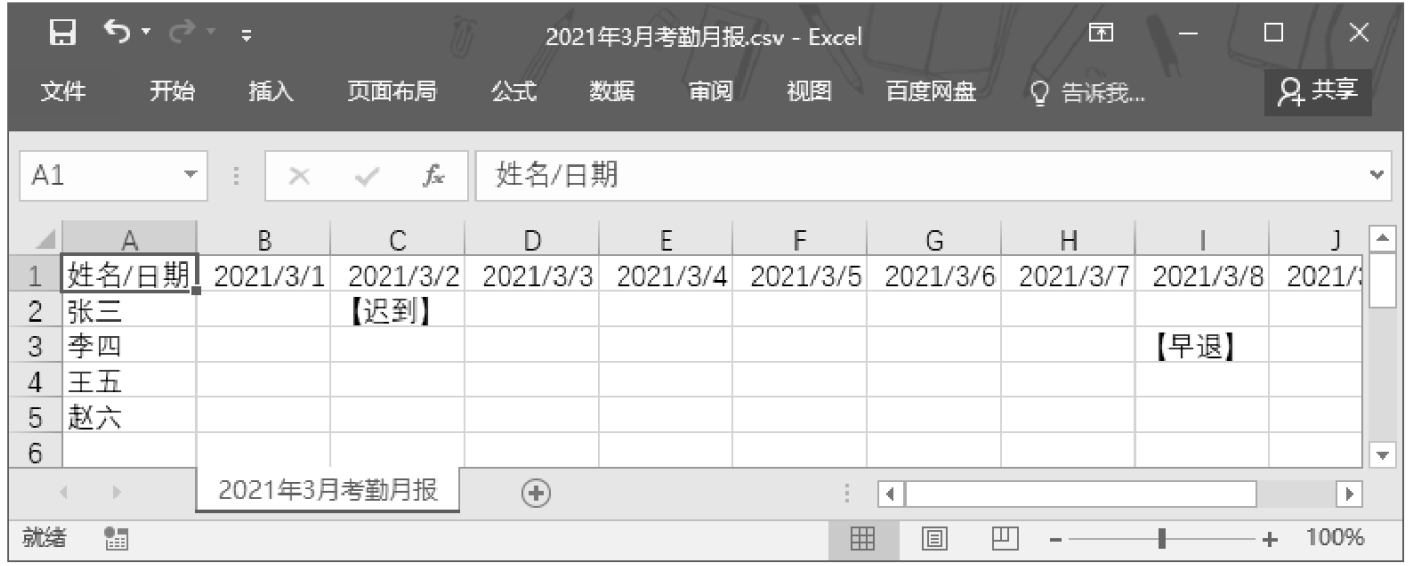 2021年3月考勤月报.csv - Excel
文件 开始 插入 页面布局 公式 数据 审阅 视图 百度网盘 告诉我... 共享
A1 fx 姓名/日期
A B C D E F G H I J
1 姓名/日期 2021/3/1 2021/3/2 2021/3/3 2021/3/4 2021/3/5 2021/3/6 2021/3/7 2021/3/8 2021/
2 张三 【迟到】
3 李四 【早退】
4 王五
5 赵六
6
2021年3月考勤月报
就绪 100%